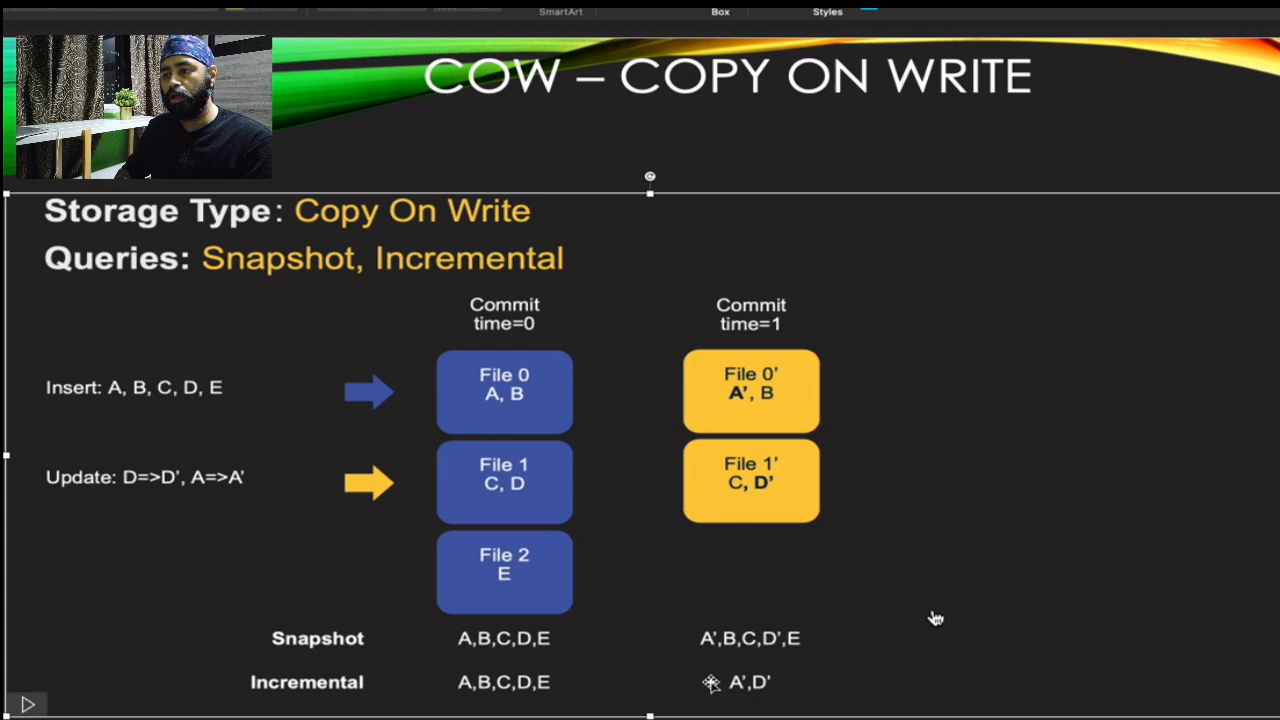 SmartArt
Box
Styles
COW – COPY ON WRITE
Storage Type: Copy On Write
Queries: Snapshot, Incremental
Commit
time=0
Commit
time=1
Insert: A, B, C, D, E
File 0
A, B
File 0’
A’, B
Update: D=>D’, A=>A’
File 1
C, D
File 1’
C, D’
File 2
E
Snapshot
A,B,C,D,E
A’,B,C,D’,E
Incremental
A,B,C,D,E
A’,D’